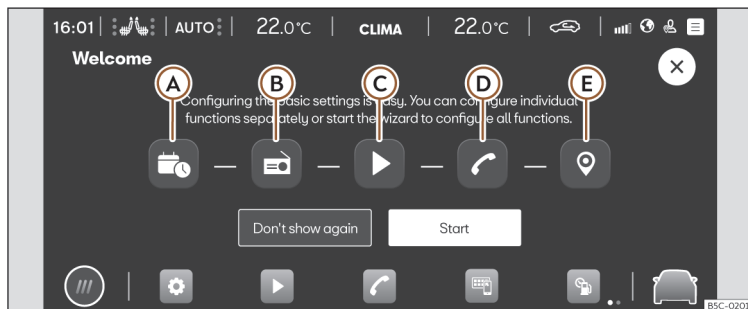 16:01 AUTO 22.0°C CLIMA 22.0°C
Welcome
A B C D E
Configuring the basic settings is easy. You can configure individual
functions separately or start the wizard to configure all functions.
Don't show again Start
B5C-0201